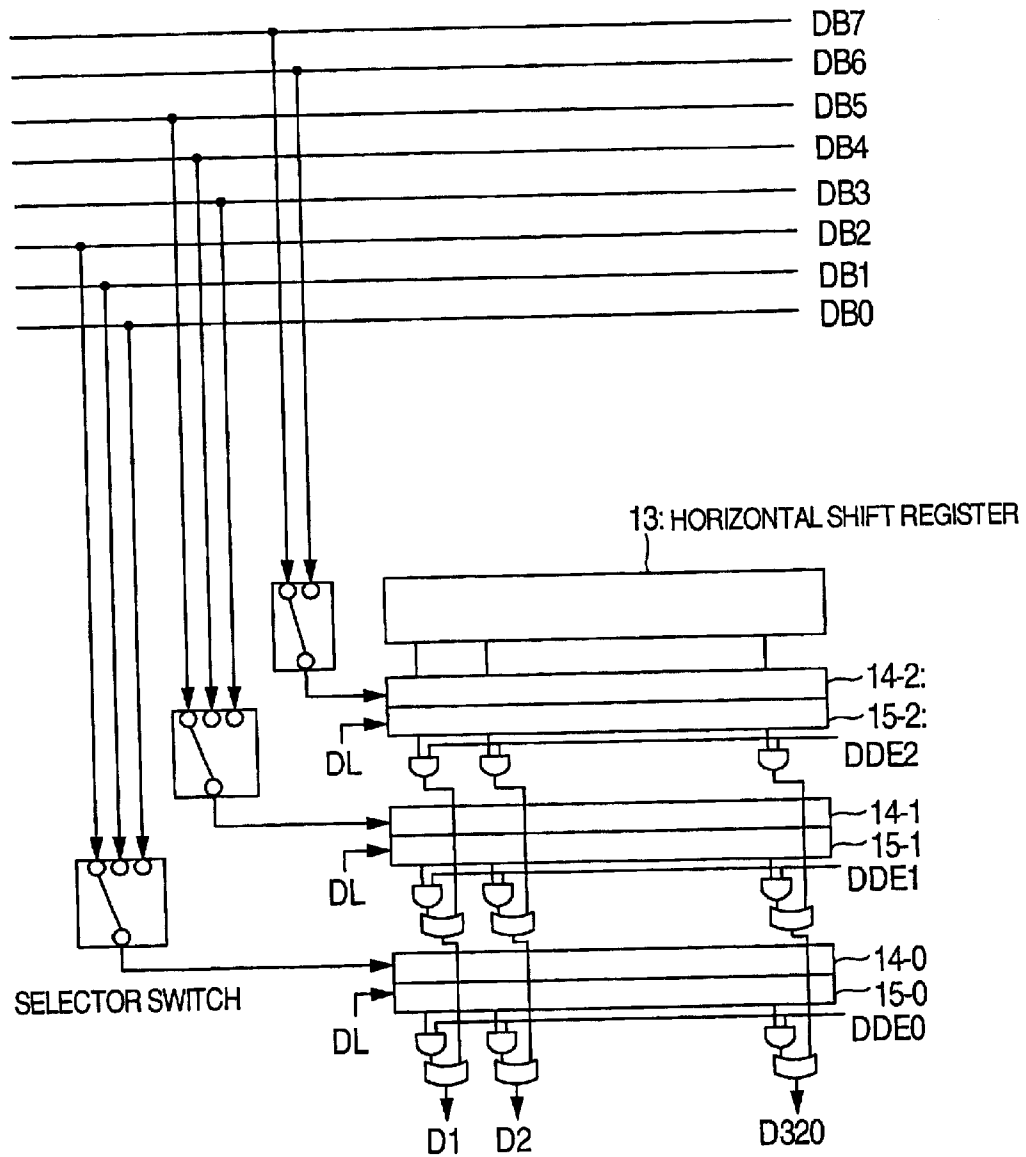 DB7
DB6
DB5
DB4
DB3
DB2
DB1
DB0
13: HORIZONTAL SHIFT REGISTER
14-2:
15-2:
DL
DDE2
14-1
15-1
DL
DDE1
14-0
15-0
SELECTOR SWITCH
DL
DDE0
D1
D2
D320